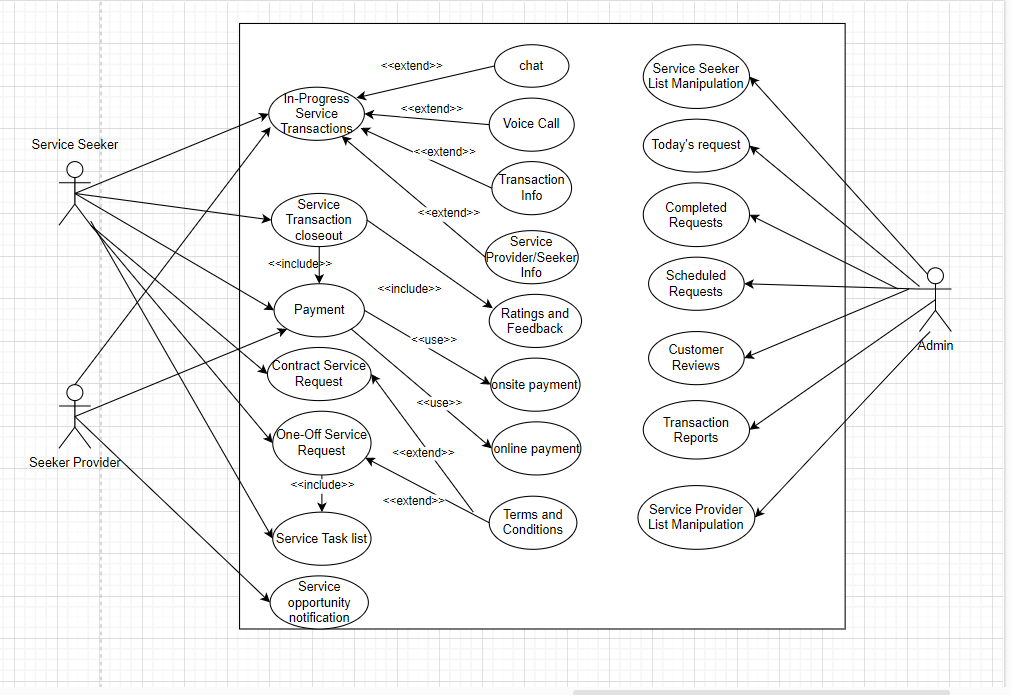 Service Seeker
Seeker Provider
<<extend>>
chat
In-Progress
Service
Transactions
<<extend>>
Voice Call
<<extend>>
Transaction
Info
Service
Transaction
closeout
<<extend>>
Service
Provider/Seeker
Info
<<include>>
<<include>>
Payment
Ratings and
Feedback
<<use>>
Contract Service
Request
onsite payment
<<use>>
One-Off Service
Request
<<extend>>
online payment
<<include>>
<<extend>>
Terms and
Conditions
Service Task list
Service
opportunity
notification
Service Seeker
List Manipulation
Today's request
Completed
Requests
Scheduled
Requests
Customer
Reviews
Transaction
Reports
Service Provider
List Manipulation
Admin